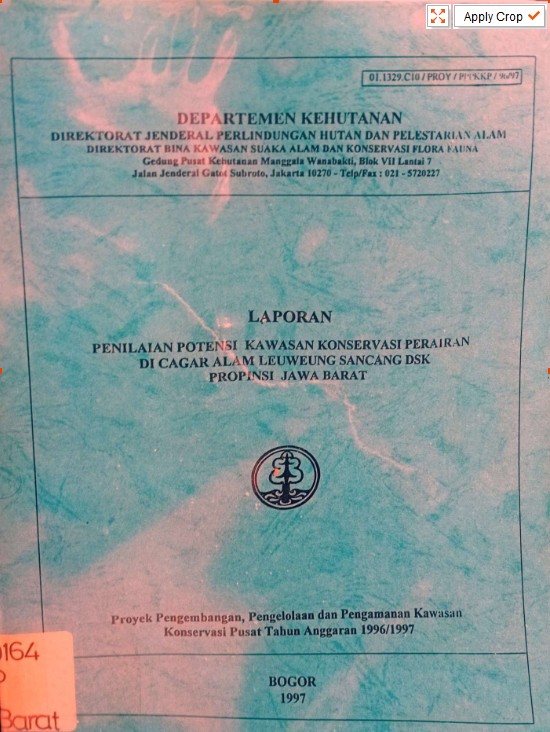 Apply Crop
01.1329.C10 / PROY / PPPKKP / 96/97
DEPARTEMEN KEHUTANAN
DIREKTORAT JENDERAL PERLINDUNGAN HUTAN DAN PELESTARIAN ALAM
DIREKTORAT BINA KAWASAN SUAKA ALAM DAN KONSERVASI FLORA FAUNA
Gedung Pusat Kehutanan Manggala Wanabakti, Blok VII Lantai 7
Jalan Jenderal Gatot Subroto, Jakarta 10270 - Telp/Fax : 021 - 5720227
LAPORAN
PENILAIAN POTENSI KAWASAN KONSERVASI PERAIRAN
DI CAGAR ALAM LEUWEUNG SANCANG DSK
PROPINSI JAWA BARAT
Proyek Pengembangan, Pengelolaan dan Pengamanan Kawasan
Konservasi Pusat Tahun Anggaran 1996/1997
164
Barat
BOGOR
1997